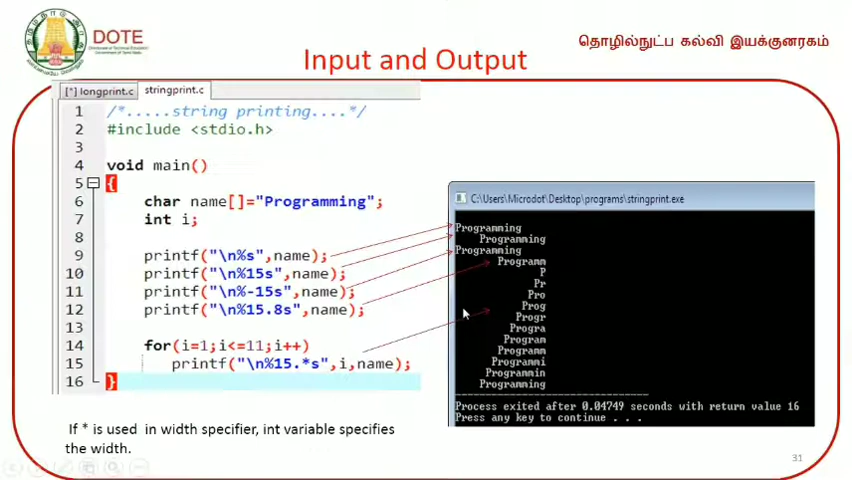 DOTE
தொழில்நுட்ப கல்வி இயக்குனரகம்
Input and Output
[*] longprint.c stringprint.c
1 /*.....string printing....*/
2 #include <stdio.h>
3
4 void main()
5 {
6 char name[]="Programming";
7 int i;
8
9 printf("\n%s",name);
10 printf("\n%15s",name);
11 printf("\n%-15s",name);
12 printf("\n%15.8s",name);
13
14 for(i=1;i<=11;i++)
15 printf("\n%15.*s",i,name);
16 }
C:\Users\Microdot\Desktop\programs\stringprint.exe
Programming
Programming
Programming
Programm
P
Pr
Pro
Prog
Progr
Progra
Program
Programm
Programmi
Programmin
Programming
--------------------------------
Process exited after 0.04749 seconds with return value 16
Press any key to continue . . .
If * is used in width specifier, int variable specifies
the width.
31